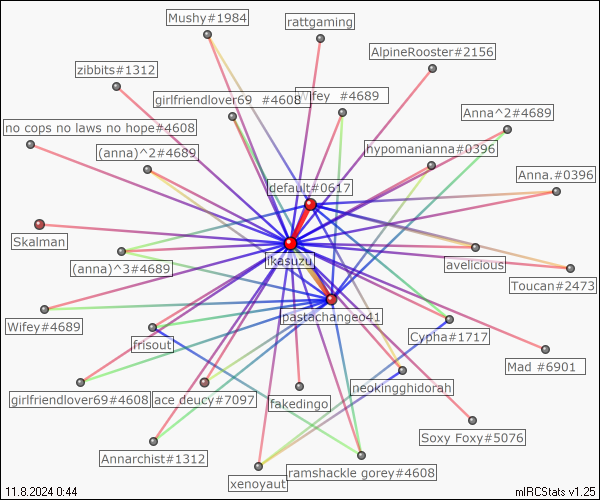 Mushy#1984
rattgaming
AlpineRooster#2156
zibbits#1312
girlfriendlover69 #4608
Wifey #4689
Anna^2#4689
no cops no laws no hope#4608
(anna)^2#4689
hypomanianna#0396
default#0617
Anna.#0396
Skalman
ikasuzu
avelicious
(anna)^3#4689
Toucan#2473
pastachangeo41
Wifey#4689
frisout
Cypha#1717
Mad #6901
neokingghidorah
girlfriendlover69#4608
ace deucy#7097
fakedingo
Soxy Foxy#5076
Annarchist#1312
ramshackle gorey#4608
xenoyaut
11.8.2024 0:44
mIRCStats v1.25